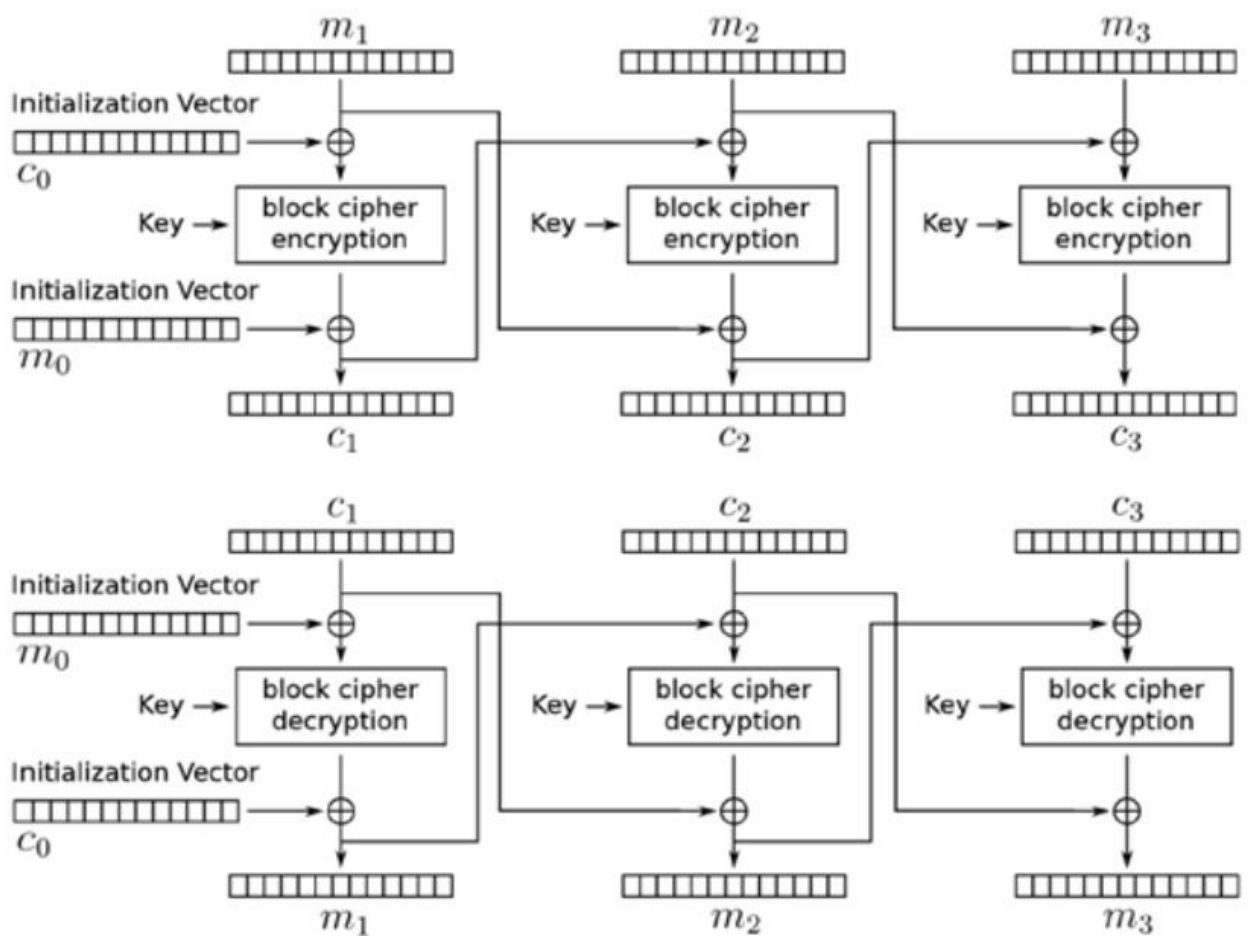 m₁ m₂ m₃
Initialization Vector
c₀
Key block cipher encryption Key block cipher encryption Key block cipher encryption
Initialization Vector
m₀
c₁ c₂ c₃
c₁ c₂ c₃
Initialization Vector
m₀
Key block cipher decryption Key block cipher decryption Key block cipher decryption
Initialization Vector
c₀
m₁ m₂ m₃